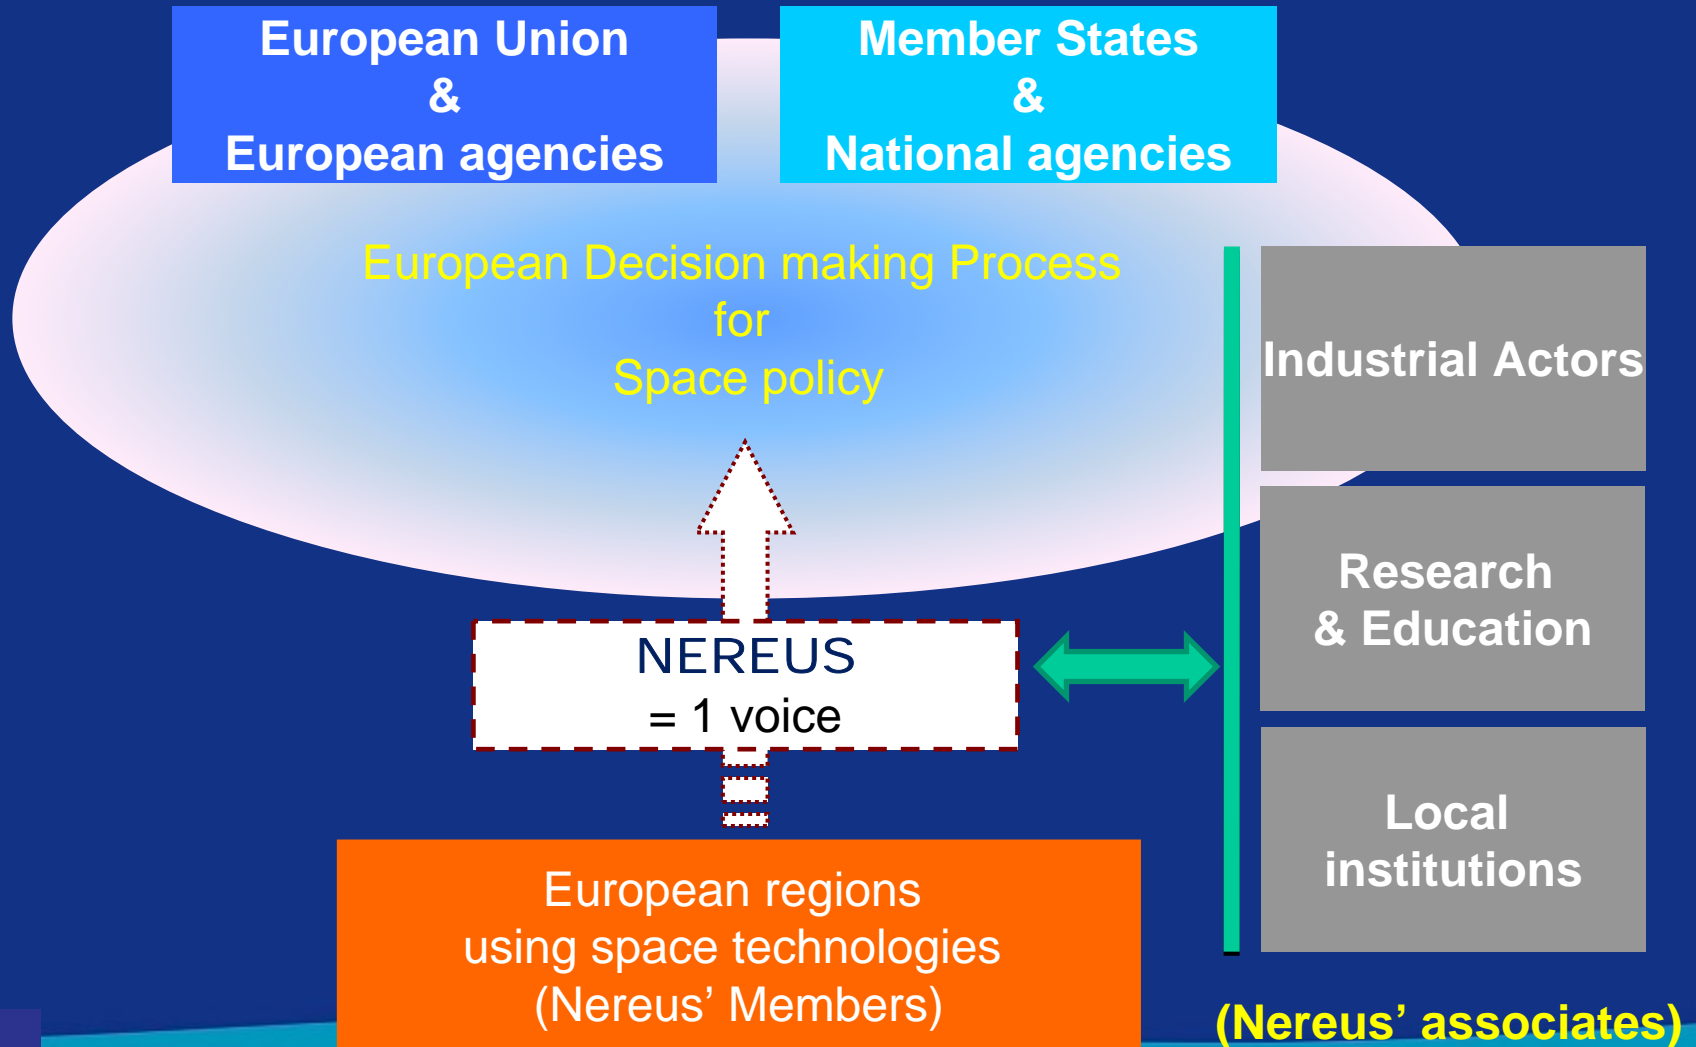 European Union
&
European agencies
Member States
&
National agencies
European Decision making Process
for
Space policy
Industrial Actors
Research
& Education
Local
institutions
NEREUS
= 1 voice
European regions
using space technologies
(Nereus’ Members)
(Nereus’ associates)